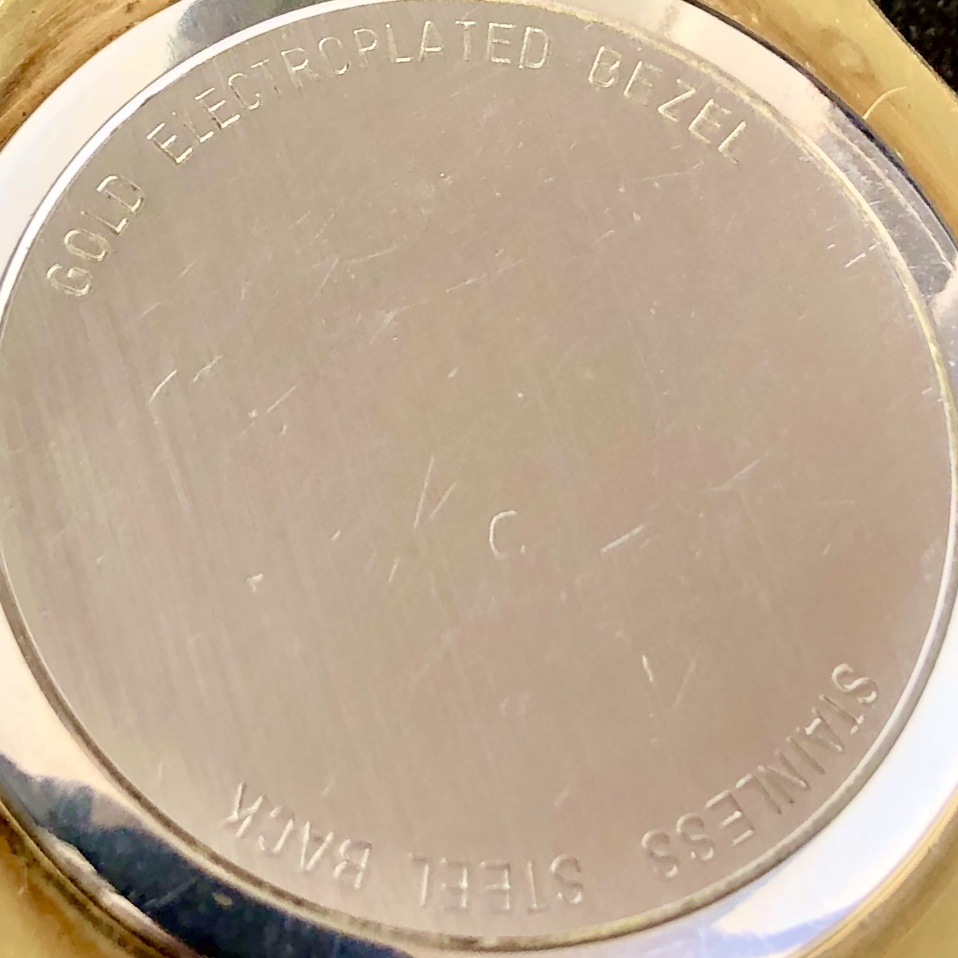 GOLD ELECTROPLATED BEZEL
C
STAINLESS STEEL BACK